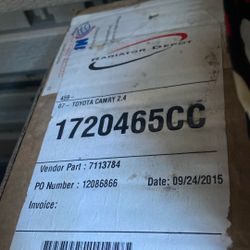 RADIATOR DEPOT
07- TOYOTA CAMRY 2.4
1720465CC
Vendor Part: 7113784
PO Number : 12086866 Date: 09/24/2015
Invoice: